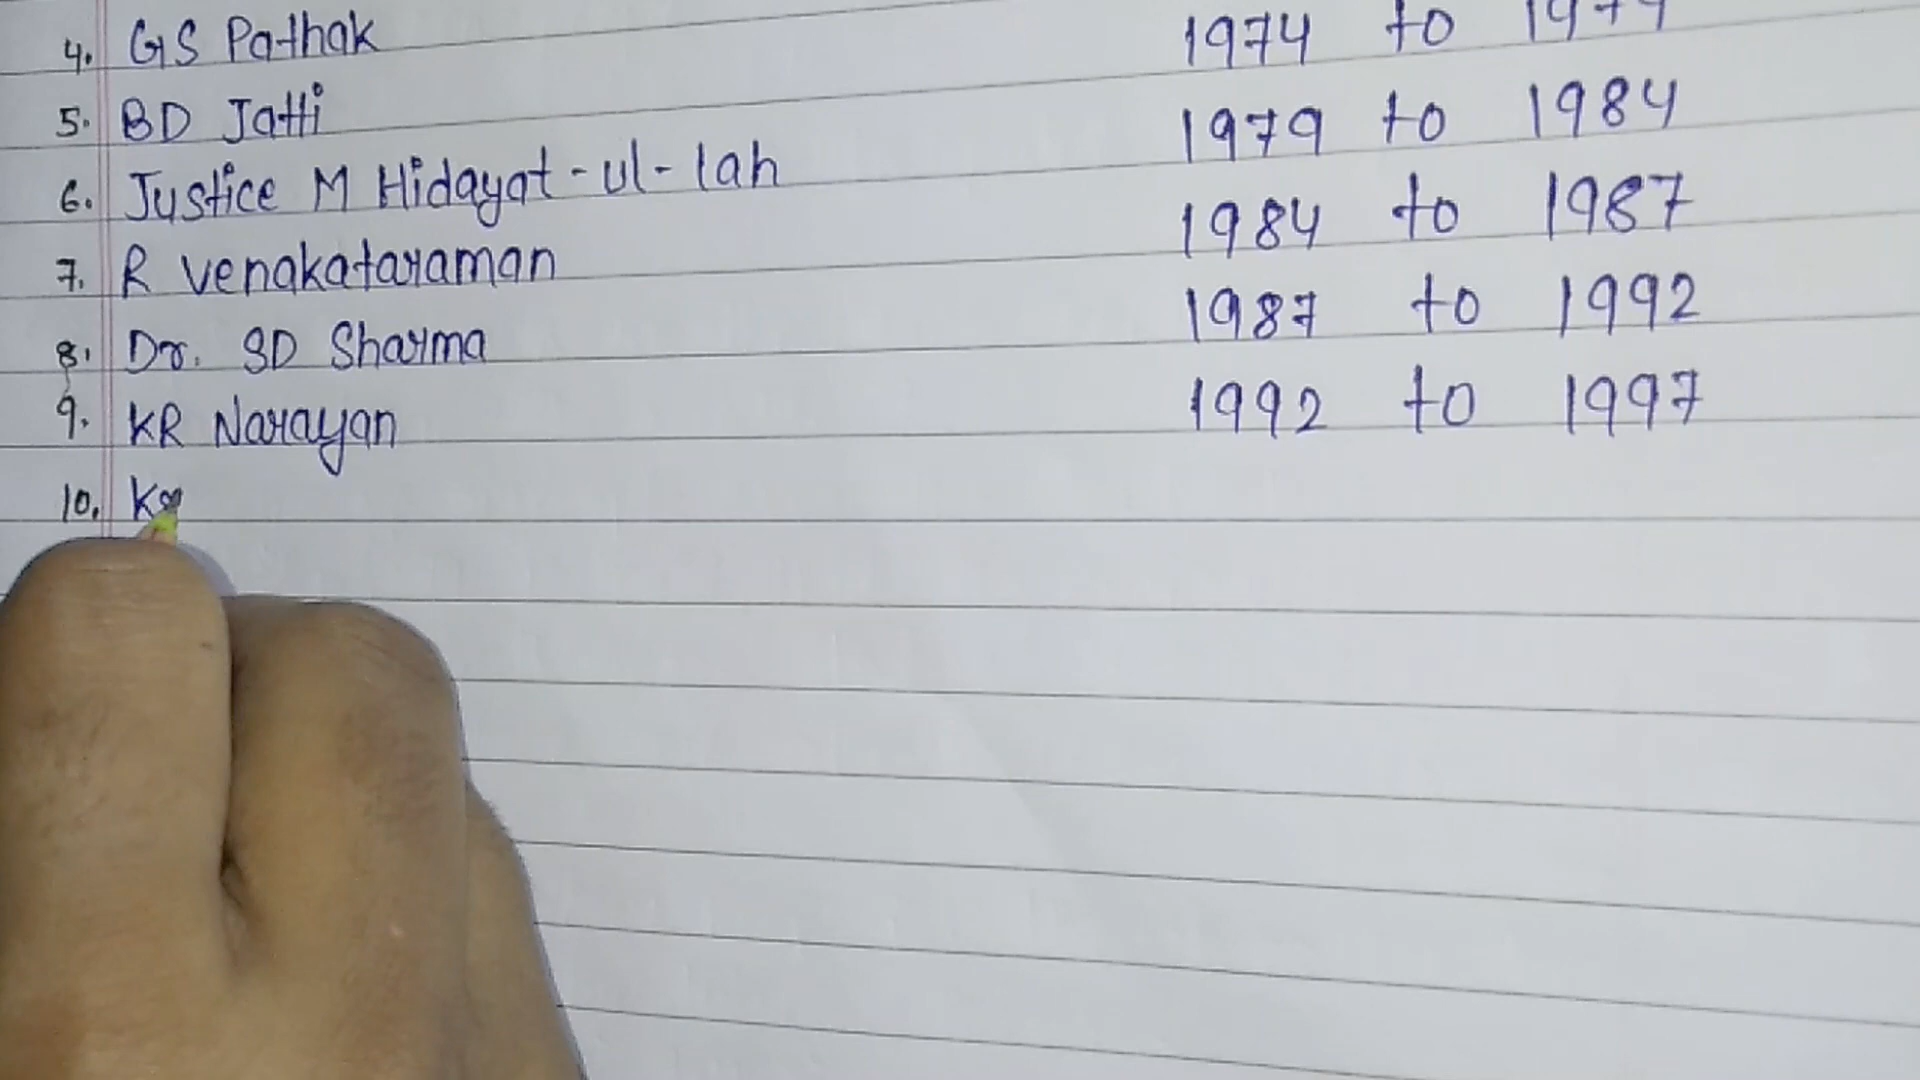 4. GS Pathak 1974 to 1979
5. BD Jatti 1979 to 1984
6. Justice M Hidayat-ul-lah 1984 to 1987
7. R Venakataraman 1987 to 1992
8. Dr. SD Sharma 1992 to 1997
9. KR Narayan
10.